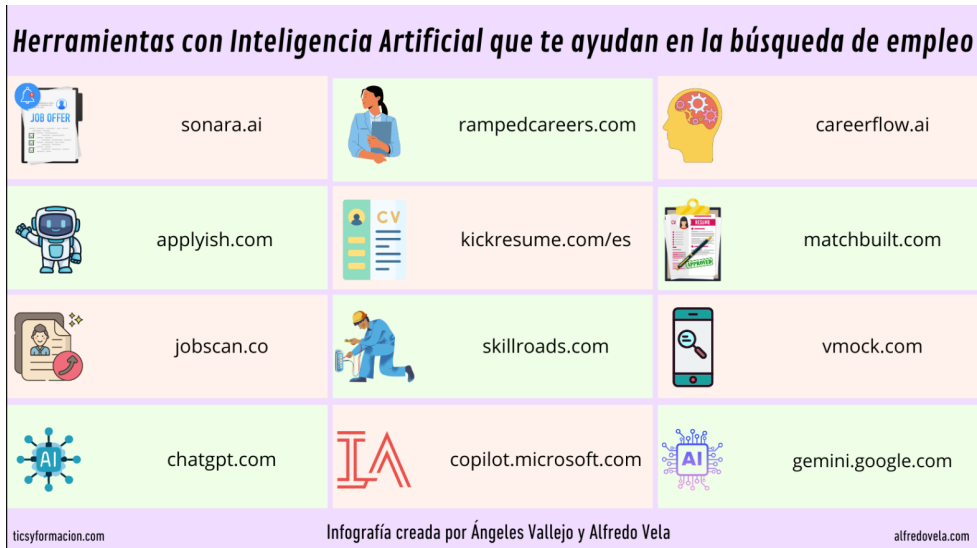 Herramientas con Inteligencia Artificial que te ayudan en la búsqueda de empleo
JOB OFFER
sonara.ai
rampedcareers.com
careerflow.ai
applyish.com
CV
kickresume.com/es
RESUME
APPROVED
matchbuilt.com
jobscan.co
skillroads.com
vmock.com
AI
chatgpt.com
IA
copilot.microsoft.com
AI
gemini.google.com
ticsyformacion.com
Infografía creada por Ángeles Vallejo y Alfredo Vela
alfredovela.com